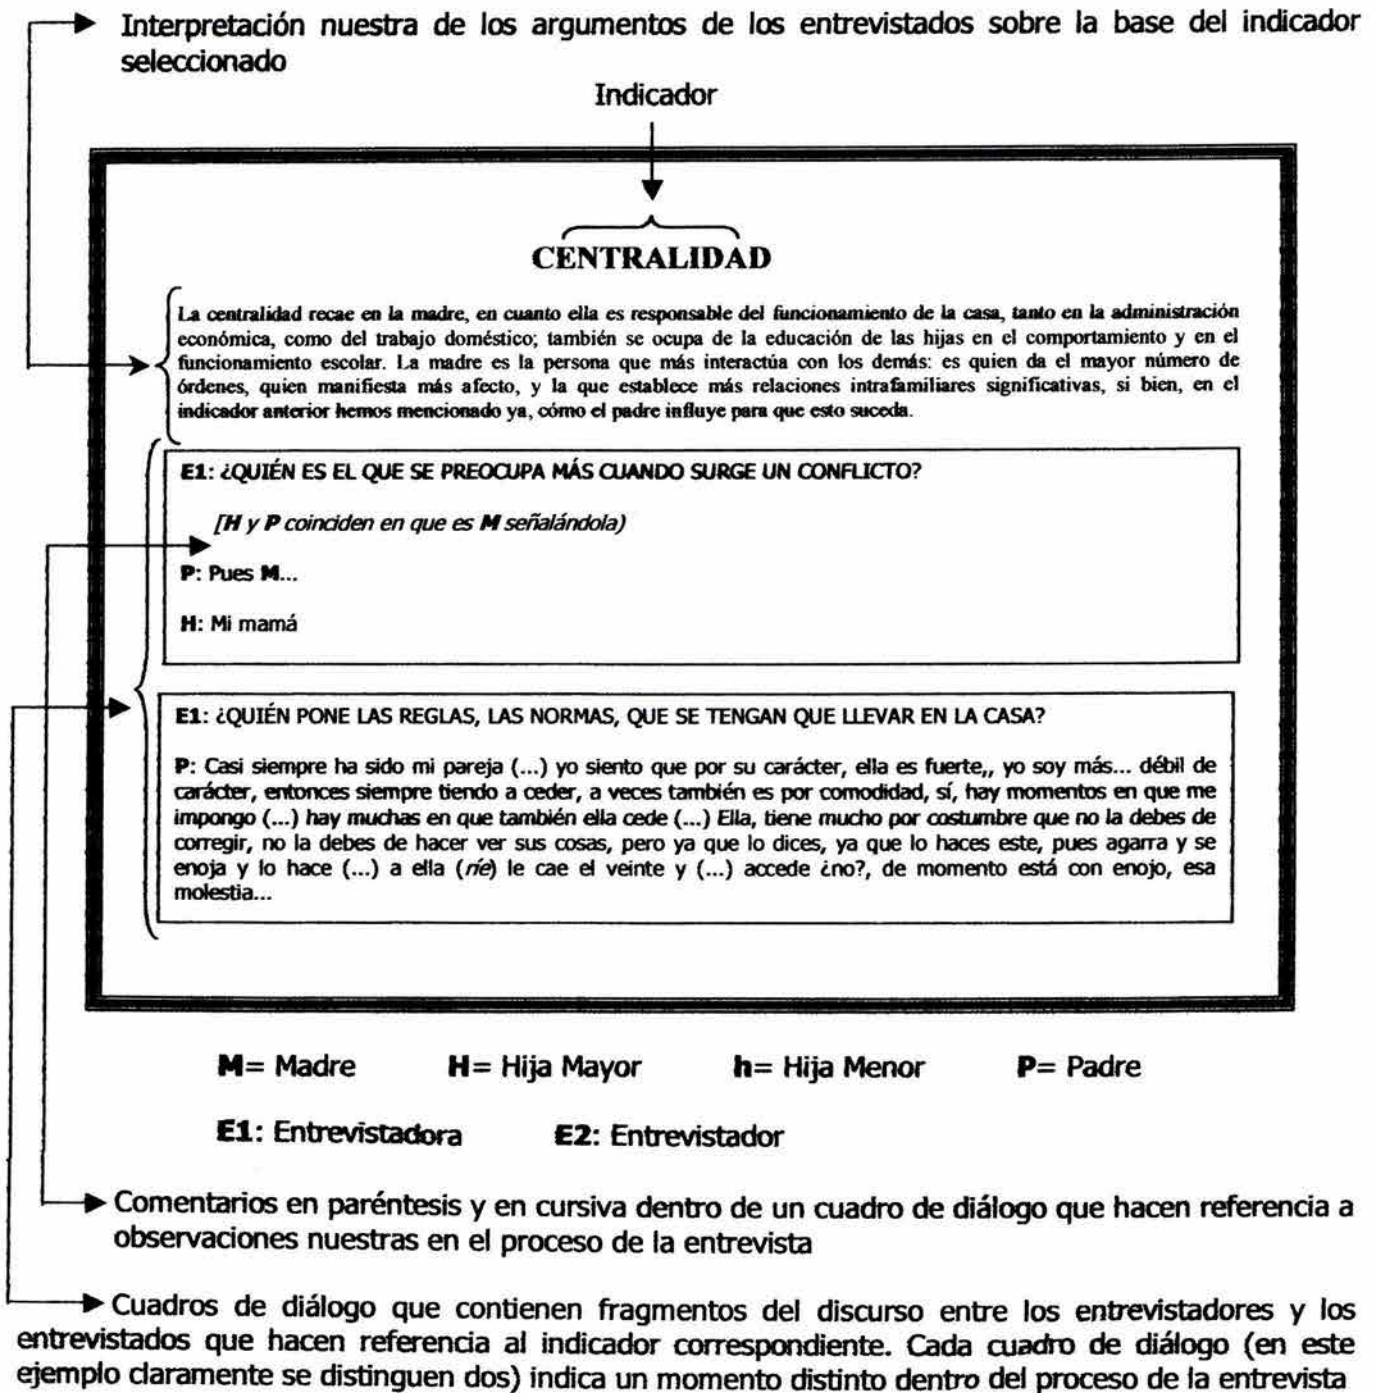 Interpretación nuestra de los argumentos de los entrevistados sobre la base del indicador
seleccionado
Indicador
CENTRALIDAD
La centralidad recae en la madre, en cuanto ella es responsable del funcionamiento de la casa, tanto en la administración
económica, como del trabajo doméstico; también se ocupa de la educación de las hijas en el comportamiento y en el
funcionamiento escolar. La madre es la persona que más interactúa con los demás: es quien da el mayor número de
órdenes, quien manifiesta más afecto, y la que establece más relaciones intrafamiliares significativas, si bien, en el
indicador anterior hemos mencionado ya, cómo el padre influye para que esto suceda.
E1: ¿QUIÉN ES EL QUE SE PREOCUPA MÁS CUANDO SURGE UN CONFLICTO?
[H y P coinciden en que es M señalándola)
P: Pues M...
H: Mi mamá
E1: ¿QUIÉN PONE LAS REGLAS, LAS NORMAS, QUE SE TENGAN QUE LLEVAR EN LA CASA?
P: Casi siempre ha sido mi pareja (...) yo siento que por su carácter, ella es fuerte,, yo soy más... débil de
carácter, entonces siempre tiendo a ceder, a veces también es por comodidad, sí, hay momentos en que me
impongo (...) hay muchas en que también ella cede (...) Ella, tiene mucho por costumbre que no la debes de
corregir, no la debes de hacer ver sus cosas, pero ya que lo dices, ya que lo haces este, pues agarra y se
enoja y lo hace (...) a ella (ríe) le cae el veinte y (...) accede ¿no?, de momento está con enojo, esa
molestia...
M= Madre H= Hija Mayor h= Hija Menor P= Padre
E1: Entrevistadora E2: Entrevistador
Comentarios en paréntesis y en cursiva dentro de un cuadro de diálogo que hacen referencia a
observaciones nuestras en el proceso de la entrevista
Cuadros de diálogo que contienen fragmentos del discurso entre los entrevistadores y los
entrevistados que hacen referencia al indicador correspondiente. Cada cuadro de diálogo (en este
ejemplo claramente se distinguen dos) indica un momento distinto dentro del proceso de la entrevista